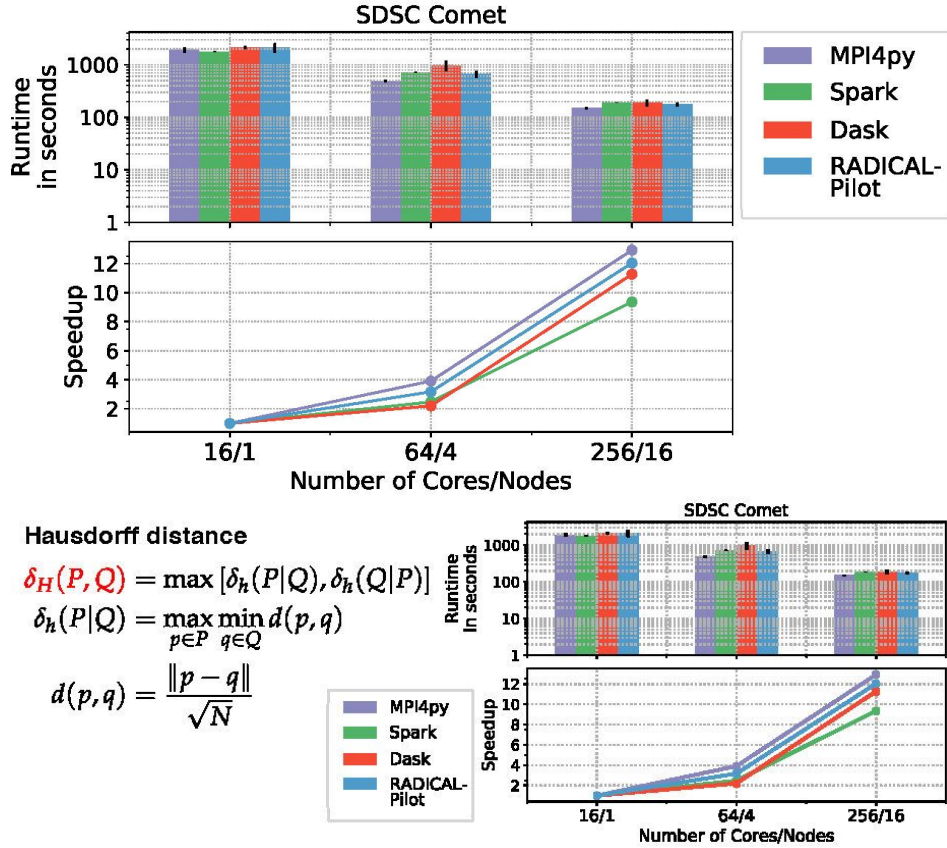 SDSC Comet
Runtime
in seconds
1000
100
10
1
MPI4py
Spark
Dask
RADICAL-
Pilot
Speedup
12
10
8
6
4
2
16/1 64/4 256/16
Number of Cores/Nodes
Hausdorff distance
δ_H(P, Q) = max [δ_h(P|Q), δ_h(Q|P)]
δ_h(P|Q) = max min d(p, q)
p∈P q∈Q
d(p, q) = ‖p − q‖ / √N
MPI4py
Spark
Dask
RADICAL-
Pilot
SDSC Comet
Runtime
In seconds
1000
100
10
1
Speedup
12
10
8
6
4
2
16/1 64/4 256/16
Number of Cores/Nodes